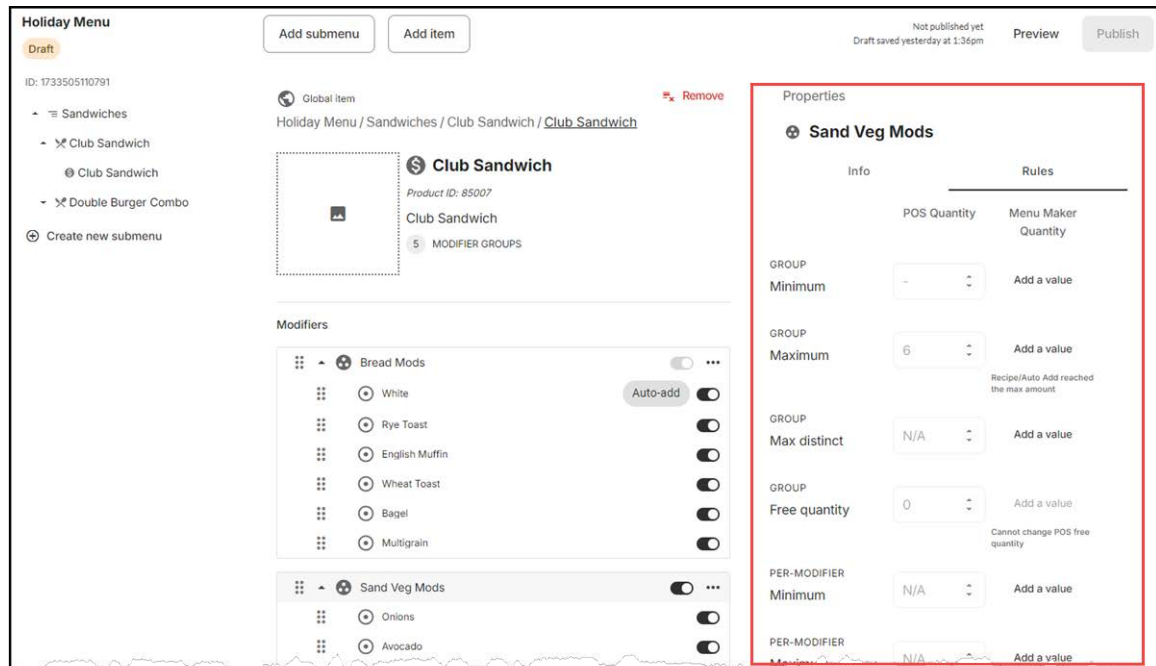 Holiday Menu
Draft
ID: 1733505110791
Sandwiches
Club Sandwich
Club Sandwich
Double Burger Combo
Create new submenu
Add submenu
Add item
Not published yet
Draft saved yesterday at 1:36pm
Preview
Publish
Global item
Remove
Holiday Menu / Sandwiches / Club Sandwich / Club Sandwich
Club Sandwich
Product ID: 85007
Club Sandwich
5 MODIFIER GROUPS
Modifiers
Bread Mods
White
Auto-add
Rye Toast
English Muffin
Wheat Toast
Bagel
Multigrain
Sand Veg Mods
Onions
Avocado
Properties
Sand Veg Mods
Info
Rules
POS Quantity
Menu Maker
Quantity
GROUP
Minimum
-
Add a value
GROUP
Maximum
6
Add a value
Recipe/Auto Add reached
the max amount
GROUP
Max distinct
N/A
Add a value
GROUP
Free quantity
0
Add a value
Cannot change POS free
quantity
PER-MODIFIER
Minimum
N/A
Add a value
PER-MODIFIER
Maximum
N/A
Add a value